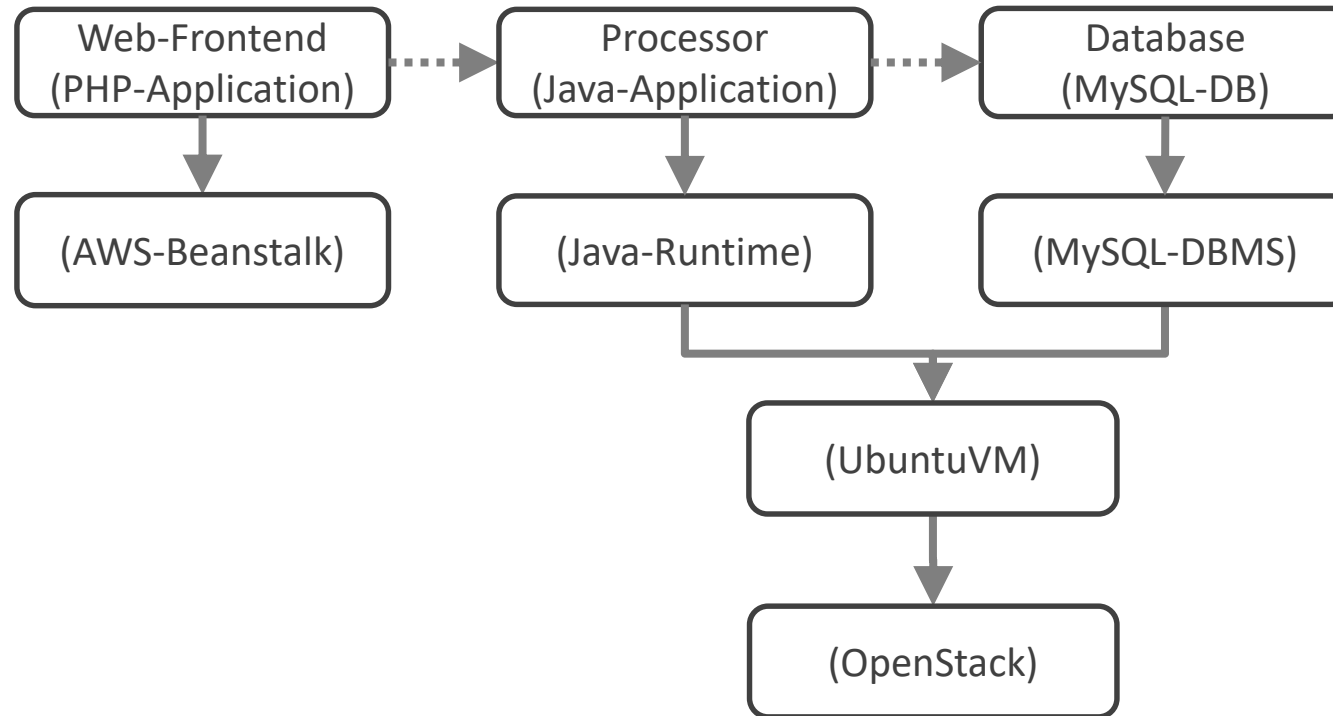 Web-Frontend
(PHP-Application)
Processor
(Java-Application)
Database
(MySQL-DB)
(AWS-Beanstalk)
(Java-Runtime)
(MySQL-DBMS)
(UbuntuVM)
(OpenStack)